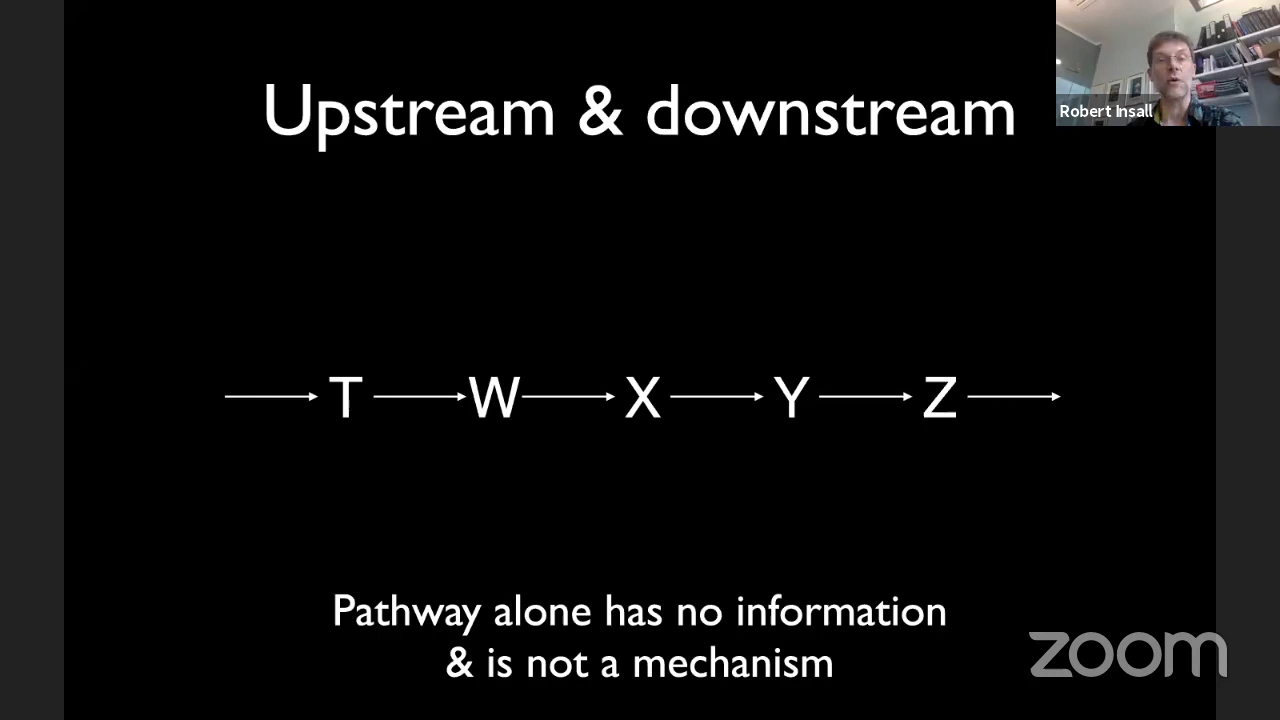 Upstream & downstream
Robert Insall
T W X Y Z
Pathway alone has no information
& is not a mechanism
zoom